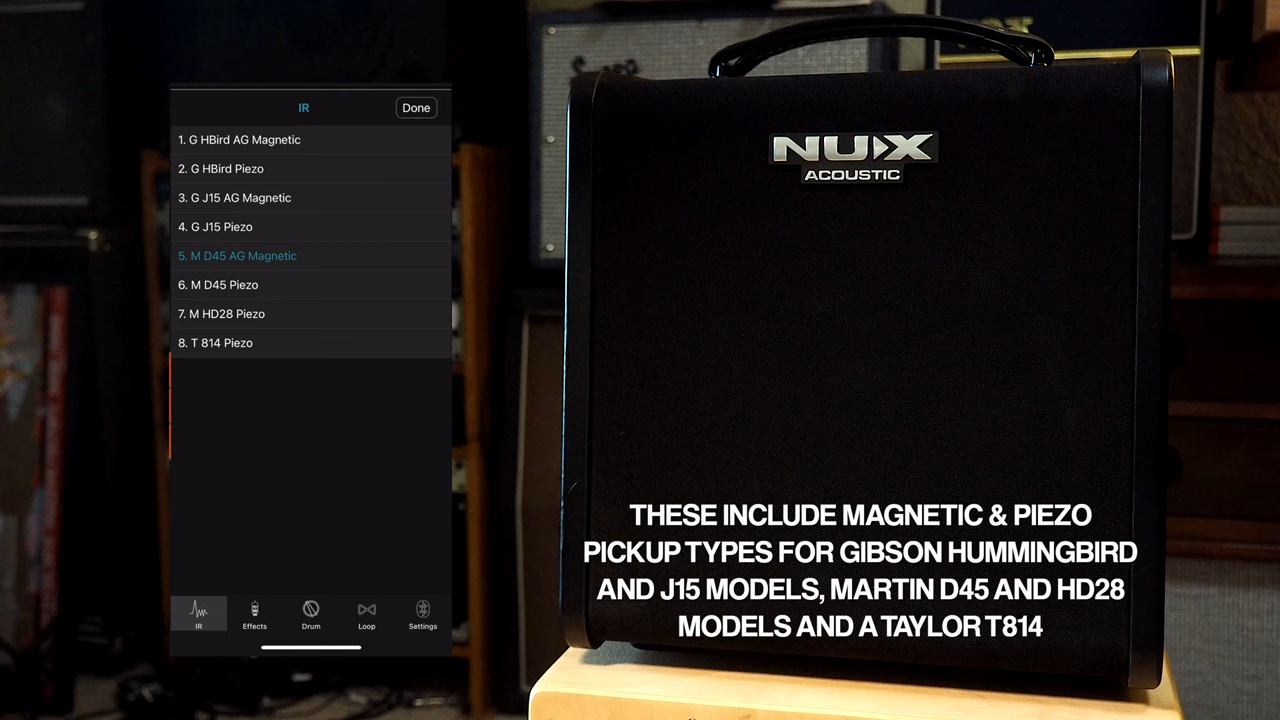 IR
Done
1. G HBird AG Magnetic
2. G HBird Piezo
3. G J15 AG Magnetic
4. G J15 Piezo
5. M D45 AG Magnetic
6. M D45 Piezo
7. M HD28 Piezo
8. T 814 Piezo
IR
Effects
Drum
Loop
Settings
NUX
ACOUSTIC
THESE INCLUDE MAGNETIC & PIEZO
PICKUP TYPES FOR GIBSON HUMMINGBIRD
AND J15 MODELS, MARTIN D45 AND HD28
MODELS AND A TAYLOR T814